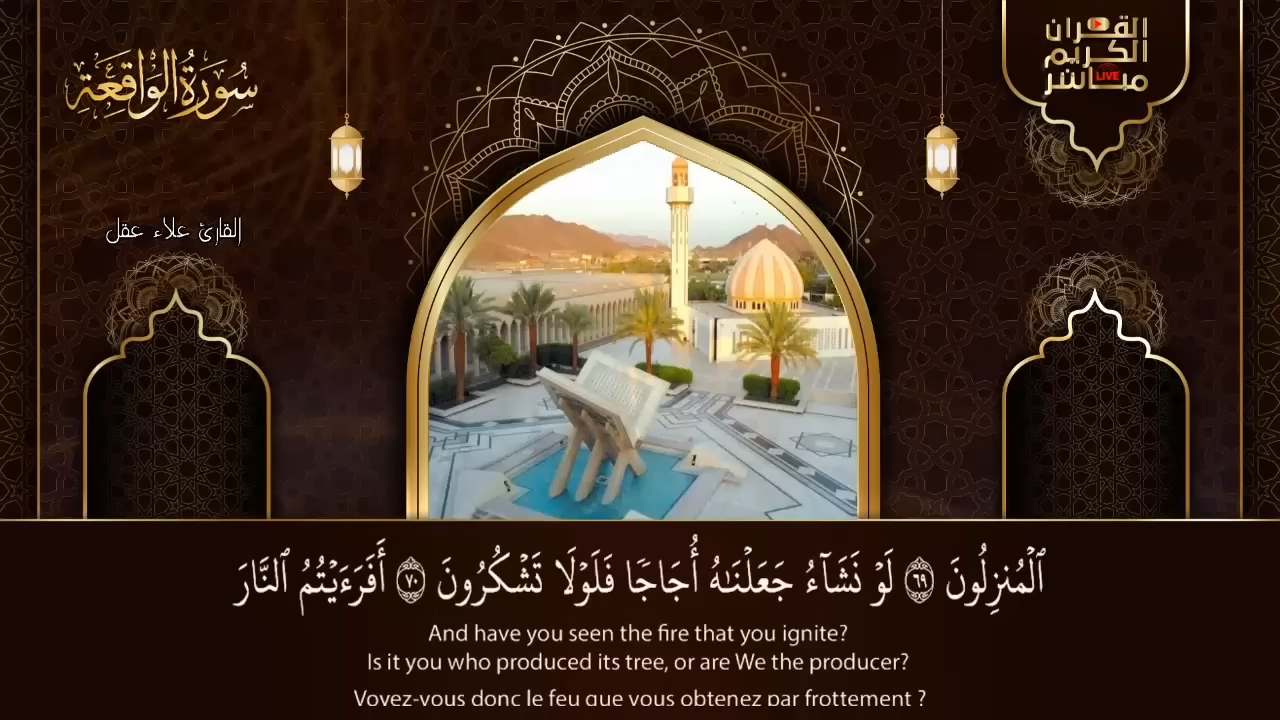 سُورَةُ الوَاقِعَة
القرآن
الكريم
مباشر
LIVE
القارئ علاء عقل
ٱلْمُنزِلُونَ ٦٩ لَوْ نَشَآءُ جَعَلْنَٰهُ أُجَاجًا فَلَوْلَا تَشْكُرُونَ ٧٠ أَفَرَءَيْتُمُ ٱلنَّارَ
And have you seen the fire that you ignite?
Is it you who produced its tree, or are We the producer?
Voyez-vous donc le feu que vous obtenez par frottement ?